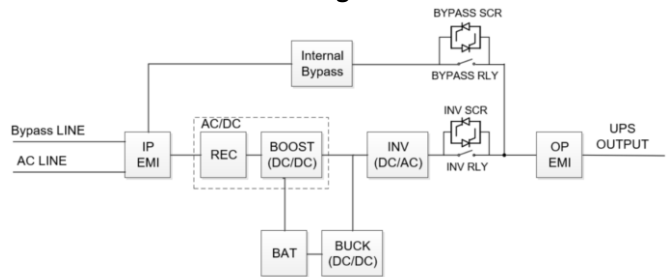 BYPASS SCR
Internal
Bypass
BYPASS RLY
INV SCR
Bypass LINE
AC/DC
UPS
OUTPUT
AC LINE
IP
EMI
REC
BOOST
(DC/DC)
INV
(DC/AC)
INV RLY
OP
EMI
BAT
BUCK
(DC/DC)